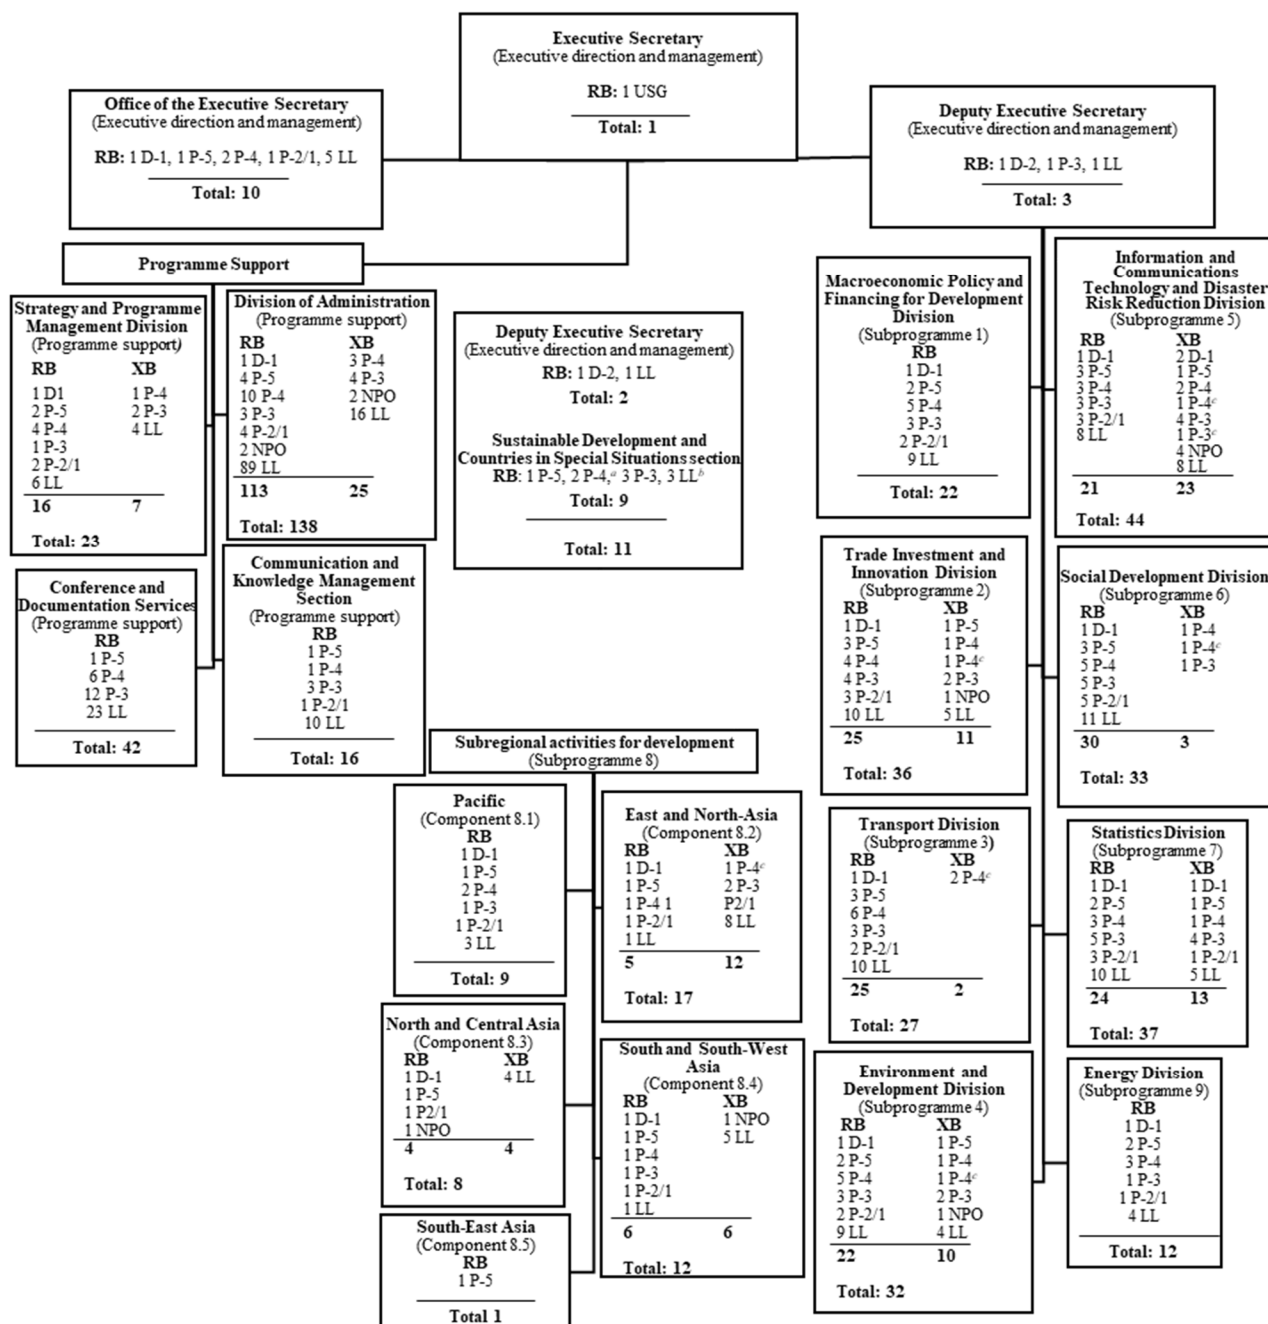 Executive Secretary
(Executive direction and management)
RB: 1 USG
Total: 1
Office of the Executive Secretary
(Executive direction and management)
RB: 1 D-1, 1 P-5, 2 P-4, 1 P-2/1, 5 LL
Total: 10
Deputy Executive Secretary
(Executive direction and management)
RB: 1 D-2, 1 P-3, 1 LL
Total: 3
Programme Support
Strategy and Programme
Management Division
(Programme support)
RB XB
1 D1 1 P-4
2 P-5 2 P-3
4 P-4 4 LL
1 P-3
2 P-2/1
6 LL
16 7
Total: 23
Division of Administration
(Programme support)
RB XB
1 D-1 3 P-4
4 P-5 4 P-3
10 P-4 2 NPO
3 P-3 16 LL
4 P-2/1
2 NPO
89 LL
113 25
Total: 138
Deputy Executive Secretary
(Executive direction and management)
RB: 1 D-2, 1 LL
Total: 2
Sustainable Development and
Countries in Special Situations section
RB: 1 P-5, 2 P-4,a 3 P-3, 3 LLb
Total: 9
Total: 11
Macroeconomic Policy and
Financing for Development
Division
(Subprogramme 1)
RB
1 D-1
2 P-5
5 P-4
3 P-3
2 P-2/1
9 LL
Total: 22
Information and
Communications
Technology and Disaster
Risk Reduction Division
(Subprogramme 5)
RB XB
1 D-1 2 D-1
3 P-5 1 P-5
3 P-4 2 P-4
3 P-3 1 P-4c
3 P-2/1 4 P-3
8 LL 1 P-3c
4 NPO
8 LL
21 23
Total: 44
Conference and
Documentation Services
(Programme support)
RB
1 P-5
6 P-4
12 P-3
23 LL
Total: 42
Communication and
Knowledge Management
Section
(Programme support)
RB
1 P-5
1 P-4
3 P-3
1 P-2/1
10 LL
Total: 16
Trade Investment and
Innovation Division
(Subprogramme 2)
RB XB
1 D-1 1 P-5
3 P-5 1 P-4
4 P-4 1 P-4c
4 P-3 2 P-3
3 P-2/1 1 NPO
10 LL 5 LL
25 11
Total: 36
Social Development Division
(Subprogramme 6)
RB XB
1 D-1 1 P-4
3 P-5 1 P-4c
5 P-4 1 P-3
5 P-3
5 P-2/1
11 LL
30 3
Total: 33
Subregional activities for development
(Subprogramme 8)
Pacific
(Component 8.1)
RB
1 D-1
1 P-5
2 P-4
1 P-3
1 P-2/1
3 LL
Total: 9
East and North-Asia
(Component 8.2)
RB XB
1 D-1 1 P-4c
1 P-5 2 P-3
1 P-4 1 P2/1
1 P-2/1 8 LL
1 LL
5 12
Total: 17
Transport Division
(Subprogramme 3)
RB XB
1 D-1 2 P-4c
3 P-5
6 P-4
3 P-3
2 P-2/1
10 LL
25 2
Total: 27
Statistics Division
(Subprogramme 7)
RB XB
1 D-1 1 D-1
2 P-5 1 P-5
3 P-4 1 P-4
5 P-3 4 P-3
3 P-2/1 1 P-2/1
10 LL 5 LL
24 13
Total: 37
North and Central Asia
(Component 8.3)
RB XB
1 D-1 4 LL
1 P-5
1 P2/1
1 NPO
4 4
Total: 8
South and South-West
Asia
(Component 8.4)
RB XB
1 D-1 1 NPO
1 P-5 5 LL
1 P-4
1 P-3
1 P-2/1
1 LL
6 6
Total: 12
Environment and
Development Division
(Subprogramme 4)
RB XB
1 D-1 1 P-5
2 P-5 1 P-4
5 P-4 1 P-4c
3 P-3 2 P-3
2 P-2/1 1 NPO
9 LL 4 LL
22 10
Total: 32
Energy Division
(Subprogramme 9)
RB
1 D-1
2 P-5
3 P-4
1 P-3
1 P-2/1
4 LL
Total: 12
South-East Asia
(Component 8.5)
RB
1 P-5
Total 1